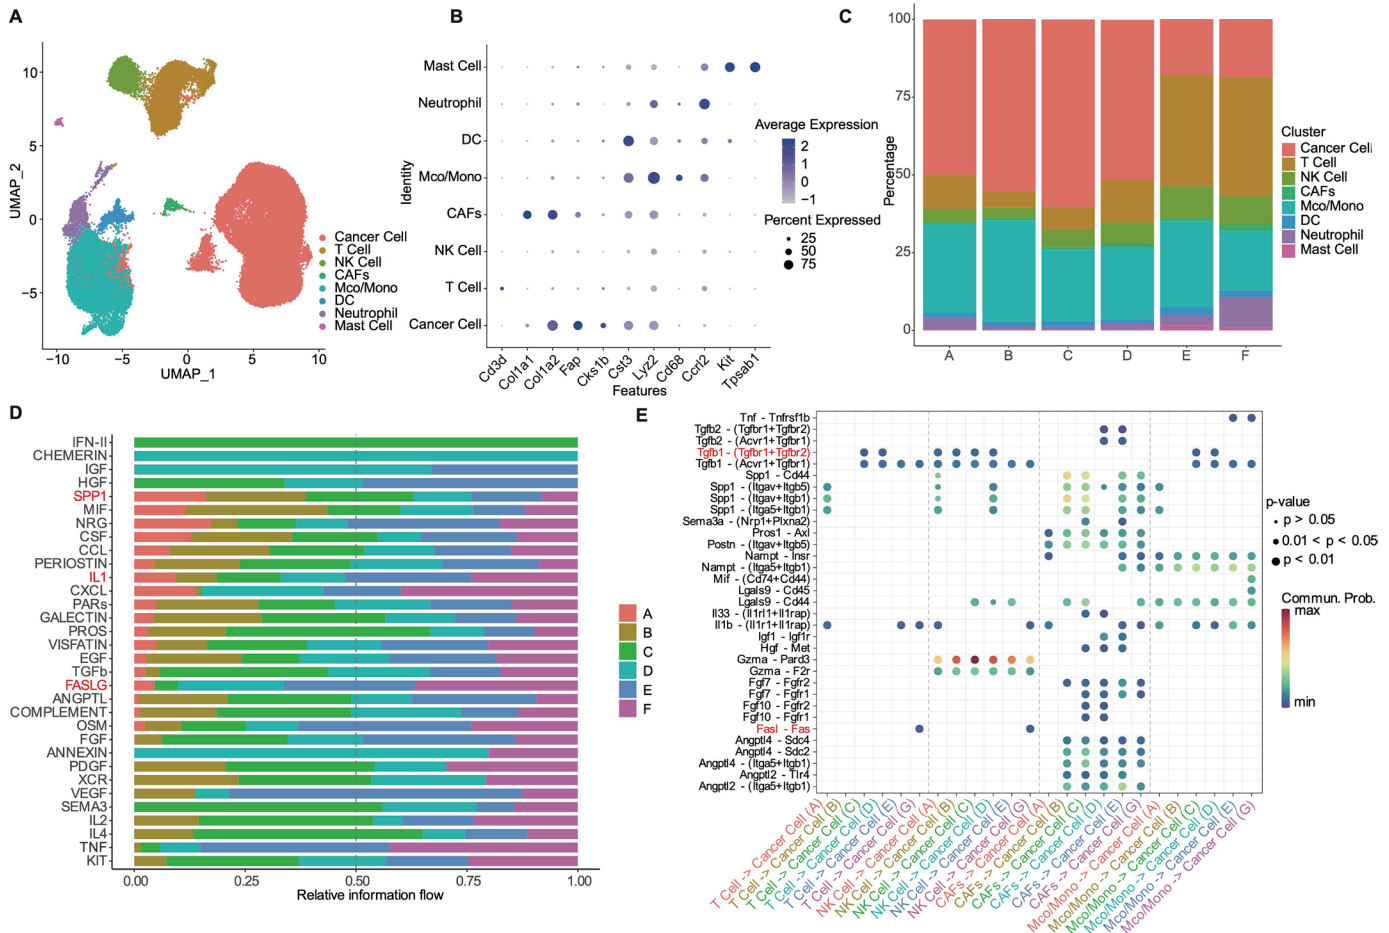 A
UMAP_2
10
5
0
−5
−10
−5
0
5
10
UMAP_1
Cancer Cell
T Cell
NK Cell
CAFs
Mco/Mono
DC
Neutrophil
Mast Cell
B
Identity
Mast Cell
Neutrophil
DC
Mco/Mono
CAFs
NK Cell
T Cell
Cancer Cell
Cd3d
Col1a1
Col1a2
Fap
Cks1b
Cst3
Lyz2
Cd68
Ccrl2
Kit
Tpsab1
Features
Average Expression
2
1
0
−1
Percent Expressed
25
50
75
C
Percentage
100
75
50
25
0
A B C D E F
Cluster
Cancer Cell
T Cell
NK Cell
CAFs
Mco/Mono
DC
Neutrophil
Mast Cell
D
IFN-II
CHEMERIN
IGF
HGF
SPP1
MIF
NRG
CSF
CCL
PERIOSTIN
IL1
CXCL
PARs
GALECTIN
PROS
VISFATIN
EGF
TGFb
FASLG
ANGPTL
COMPLEMENT
OSM
FGF
ANNEXIN
PDGF
XCR
VEGF
SEMA3
IL2
IL4
TNF
KIT
0.00 0.25 0.50 0.75 1.00
Relative information flow
A
B
C
D
E
F
E
Tnf - Tnfrsf1b
Tgfb2 - (Tgfbr1+Tgfbr2)
Tgfb2 - (Acvr1+Tgfbr1)
Tgfb1 - (Tgfbr1+Tgfbr2)
Tgfb1 - (Acvr1+Tgfbr1)
Spp1 - Cd44
Spp1 - (Itgav+Itgb5)
Spp1 - (Itgav+Itgb1)
Spp1 - (Itga5+Itgb1)
Sema3a - (Nrp1+Plxna2)
Pros1 - Axl
Postn - (Itgav+Itgb5)
Nampt - Insr
Nampt - (Itga5+Itgb1)
Mif - (Cd74+Cd44)
Lgals9 - Cd45
Lgals9 - Cd44
Il33 - (Il1rl1+Il1rap)
Il1b - (Il1r1+Il1rap)
Igf1 - Igf1r
Hgf - Met
Gzma - Pard3
Gzma - F2r
Fgf7 - Fgfr2
Fgf7 - Fgfr1
Fgf10 - Fgfr2
Fgf10 - Fgfr1
Fasl - Fas
Angptl4 - Sdc4
Angptl4 - Sdc2
Angptl4 - (Itga5+Itgb1)
Angptl2 - Tlr4
Angptl2 - (Itga5+Itgb1)
T Cell -> Cancer Cell (A)
T Cell -> Cancer Cell (B)
T Cell -> Cancer Cell (C)
T Cell -> Cancer Cell (D)
T Cell -> Cancer Cell (E)
T Cell -> Cancer Cell (G)
NK Cell -> Cancer Cell (A)
NK Cell -> Cancer Cell (B)
NK Cell -> Cancer Cell (C)
NK Cell -> Cancer Cell (D)
NK Cell -> Cancer Cell (E)
NK Cell -> Cancer Cell (G)
CAFs -> Cancer Cell (A)
CAFs -> Cancer Cell (B)
CAFs -> Cancer Cell (C)
CAFs -> Cancer Cell (D)
CAFs -> Cancer Cell (E)
CAFs -> Cancer Cell (G)
Mco/Mono -> Cancer Cell (A)
Mco/Mono -> Cancer Cell (B)
Mco/Mono -> Cancer Cell (C)
Mco/Mono -> Cancer Cell (D)
Mco/Mono -> Cancer Cell (E)
Mco/Mono -> Cancer Cell (G)
p-value
p > 0.05
0.01 < p < 0.05
p < 0.01
Commun. Prob.
max
min